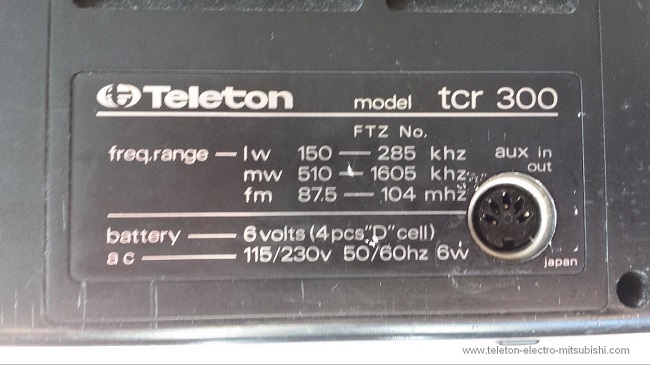 Teleton model tcr 300
FTZ No.
freq.range — lw 150 — 285 khz
mw 510 — 1605 khz
fm 87.5 — 104 mhz
aux in
out
battery — 6 volts (4 pcs."D" cell)
ac — 115/230v 50/60hz 6w
japan
www.teleton-electro-mitsubishi.com